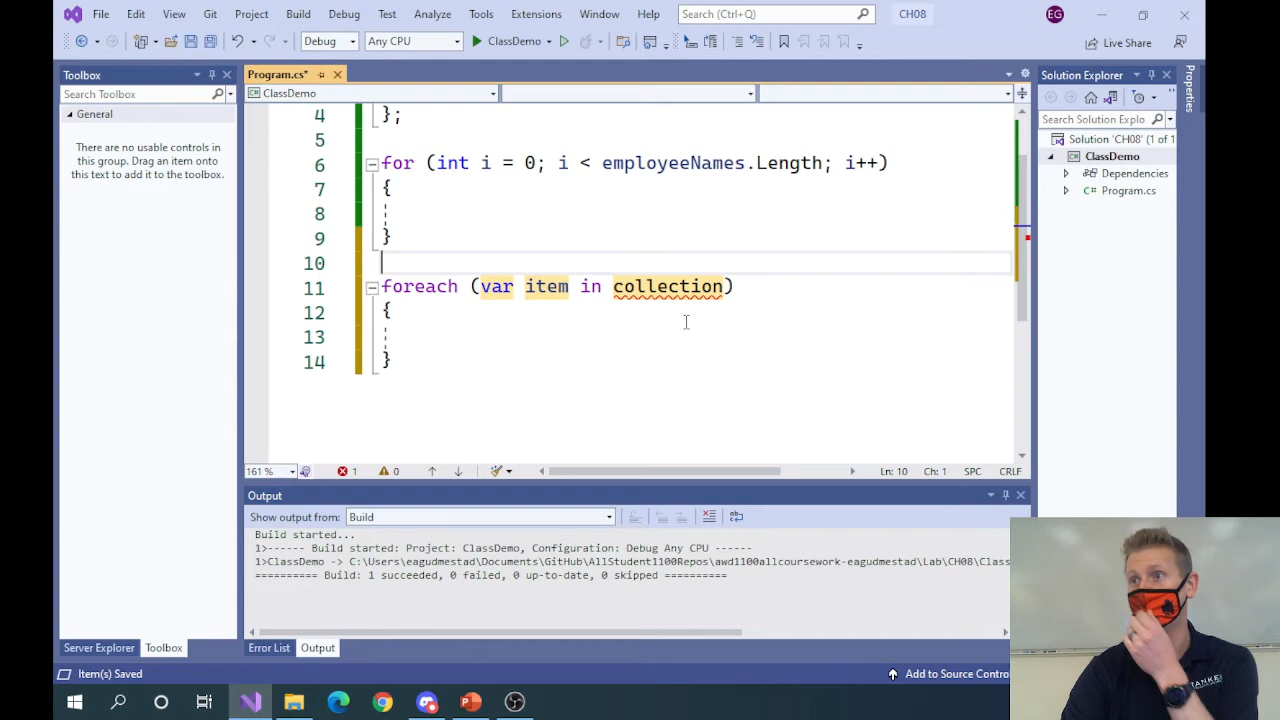 File Edit View Git Project Build Debug Test Analyze Tools Extensions Window Help Search (Ctrl+Q) CH08 EG
Debug Any CPU ClassDemo Live Share
Toolbox
Search Toolbox
General
There are no usable controls in
this group. Drag an item onto
this text to add it to the toolbox.
Server Explorer Toolbox
Program.cs*
ClassDemo
4 };
5
6 for (int i = 0; i < employeeNames.Length; i++)
7 {
8
9 }
10
11 foreach (var item in collection)
12 {
13
14 }
161 % 1 0 Ln: 10 Ch: 1 SPC CRLF
Output
Show output from: Build
Build started...
1>------ Build started: Project: ClassDemo, Configuration: Debug Any CPU ------
1>ClassDemo -> C:\Users\eagudmestad\Documents\GitHub\AllStudent1100Repos\awd1100allcoursework-eagudmestad\Lab\CH08\Class
========== Build: 1 succeeded, 0 failed, 0 up-to-date, 0 skipped ==========
Error List Output
Solution Explorer
Search Solution Explo
Solution 'CH08' (1 of 1
ClassDemo
Dependencies
Program.cs
Properties
Item(s) Saved Add to Source Contro
RANKE